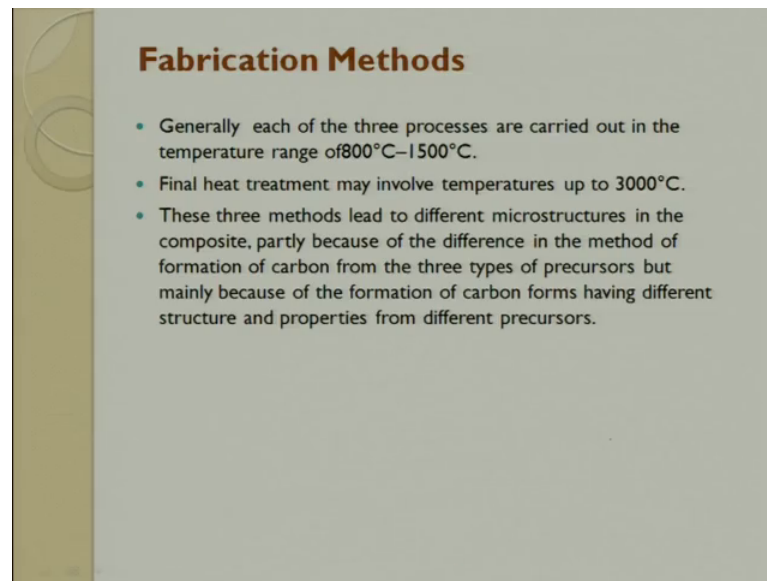 Fabrication Methods
• Generally each of the three processes are carried out in the
temperature range of800°C–1500°C.
• Final heat treatment may involve temperatures up to 3000°C.
• These three methods lead to different microstructures in the
composite, partly because of the difference in the method of
formation of carbon from the three types of precursors but
mainly because of the formation of carbon forms having different
structure and properties from different precursors.